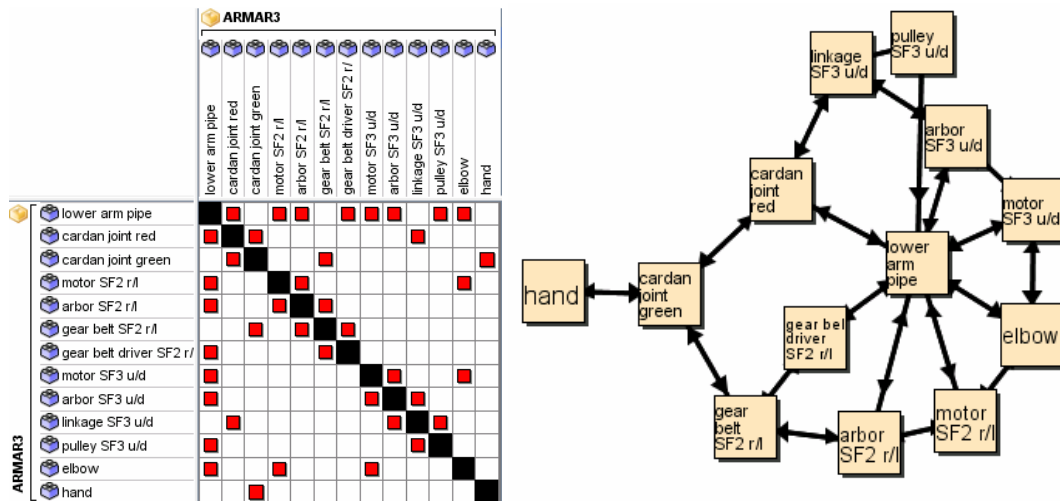 ARMAR3
lower arm pipe
cardan joint red
cardan joint green
motor SF2 r/l
arbor SF2 r/l
gear belt SF2 r/l
gear belt driver SF2 r/
motor SF3 u/d
arbor SF3 u/d
linkage SF3 u/d
pulley SF3 u/d
elbow
hand
ARMAR3
lower arm pipe
cardan joint red
cardan joint green
motor SF2 r/l
arbor SF2 r/l
gear belt SF2 r/l
gear belt driver SF2 r/
motor SF3 u/d
arbor SF3 u/d
linkage SF3 u/d
pulley SF3 u/d
elbow
hand
pulley
SF3 u/d
linkage
SF3 u/d
arbor
SF3 u/d
cardan
joint
red
motor
SF3 u/d
lower
arm
pipe
hand
cardan
joint
green
gear bel
driver
SF2 r/l
elbow
gear
belt
SF2 r/l
arbor
SF2 r/l
motor
SF2 r/l